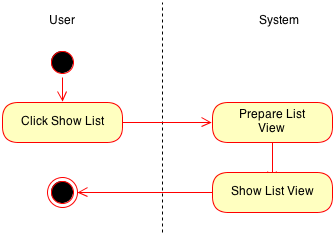 User
System
Click Show List
Prepare List
View
Show List View